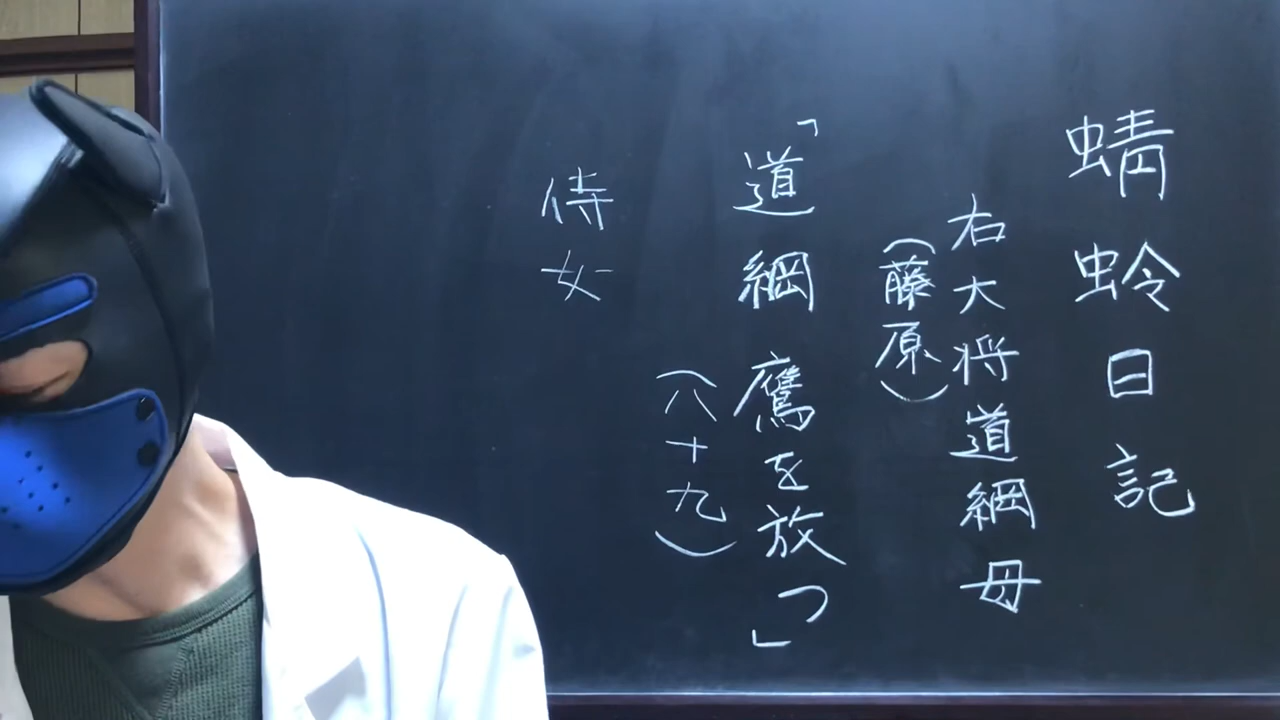 蜻蛉日記
右大将道綱母
(藤原)
「道綱鷹を放つ」
(八十九)
侍女